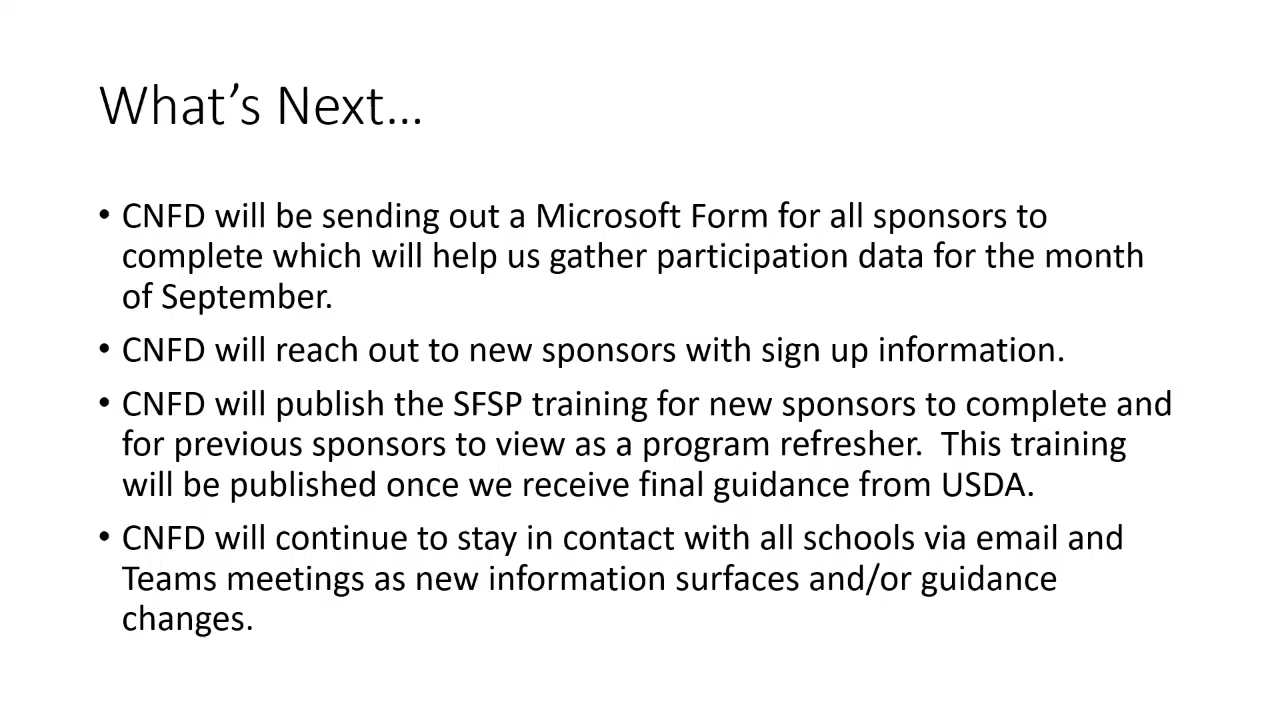 What’s Next…
• CNFD will be sending out a Microsoft Form for all sponsors to
complete which will help us gather participation data for the month
of September.
• CNFD will reach out to new sponsors with sign up information.
• CNFD will publish the SFSP training for new sponsors to complete and
for previous sponsors to view as a program refresher.  This training
will be published once we receive final guidance from USDA.
• CNFD will continue to stay in contact with all schools via email and
Teams meetings as new information surfaces and/or guidance
changes.